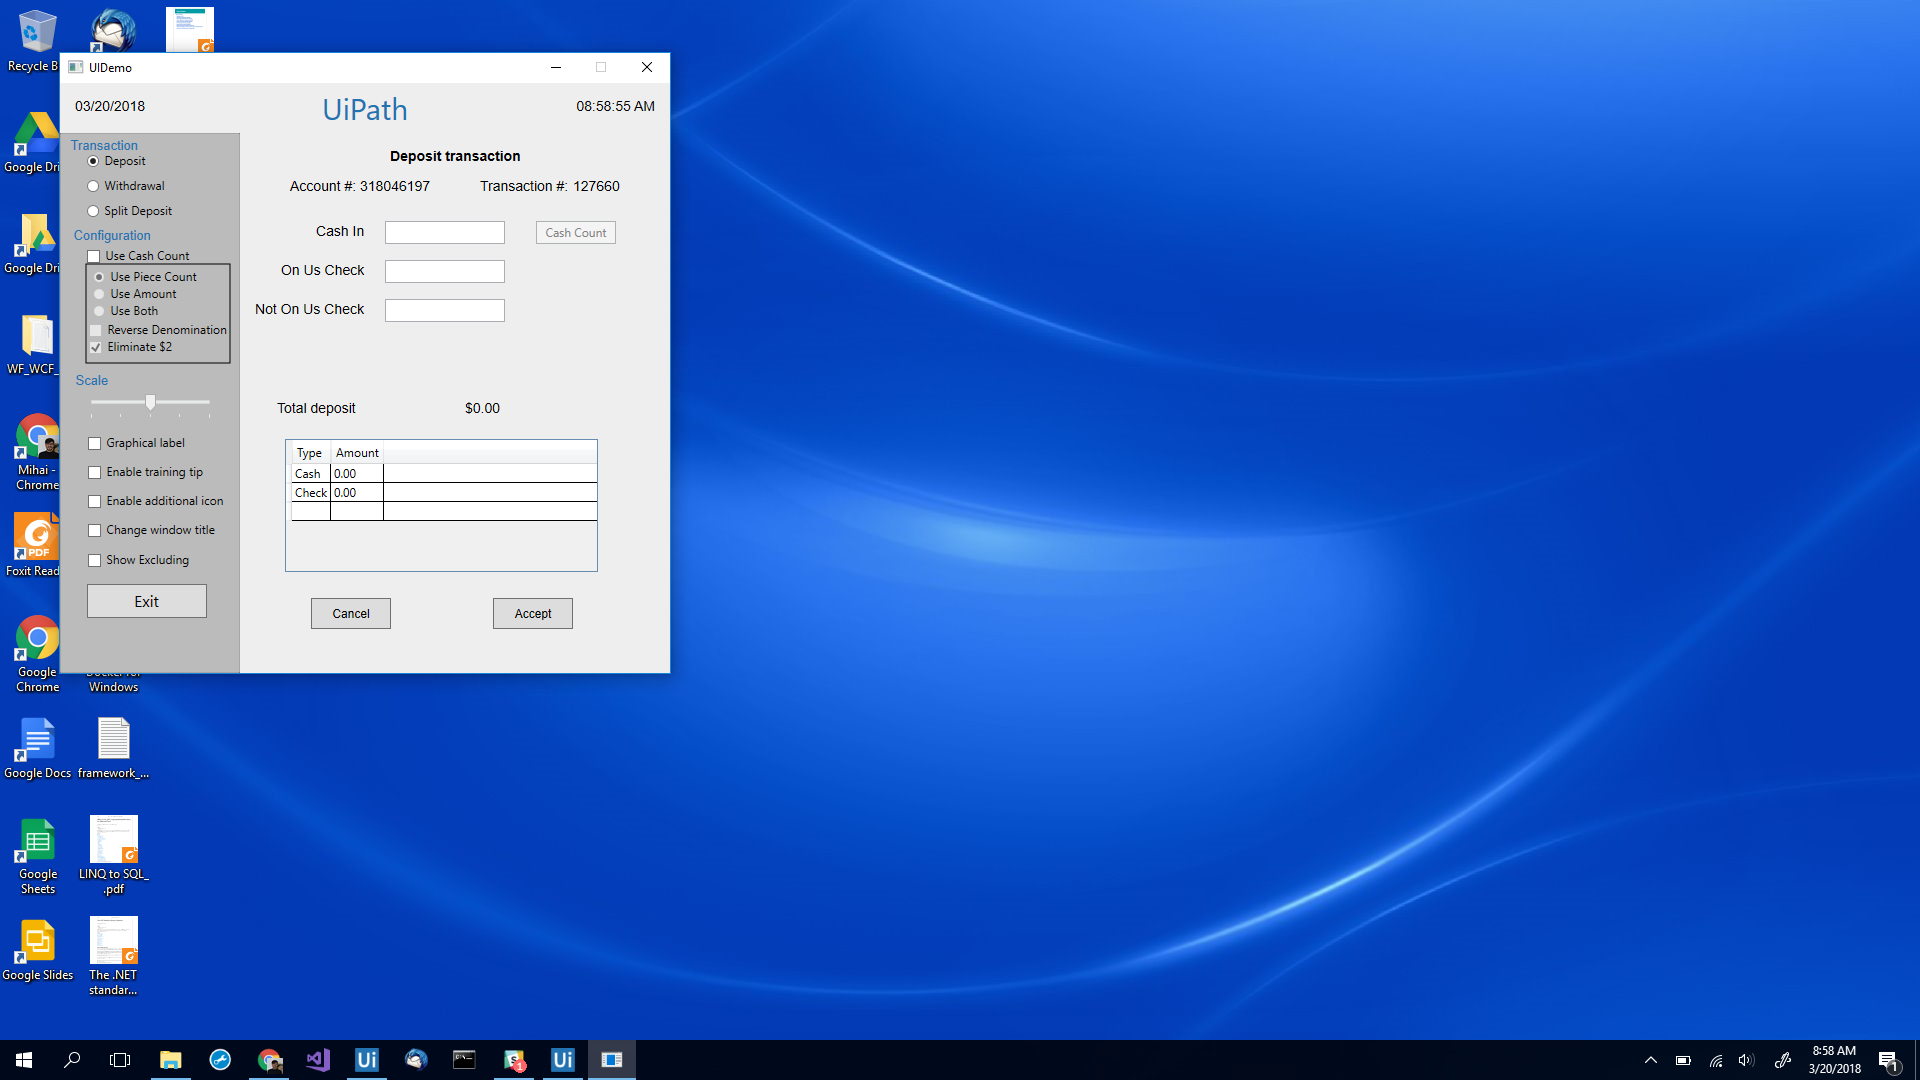 Recycle B
UIDemo
03/20/2018
UiPath
08:58:55 AM
Transaction
Deposit
Withdrawal
Split Deposit
Configuration
Use Cash Count
Use Piece Count
Use Amount
Use Both
Reverse Denomination
Eliminate $2
Scale
Graphical label
Enable training tip
Enable additional icon
Change window title
Show Excluding
Exit
Deposit transaction
Account #: 318046197 Transaction #: 127660
Cash In
Cash Count
On Us Check
Not On Us Check
Total deposit $0.00
Type Amount
Cash 0.00
Check 0.00
Cancel Accept
Google Dri
Google Dri
WF_WCF_
Mihai -
Chrome
PDF
Foxit Read
Google
Chrome
Docker for
Windows
Google Docs
framework_...
Google
Sheets
LINQ to SQL_
.pdf
Google Slides
The .NET
standar...
Ui
Ui
1
8:58 AM
3/20/2018
1